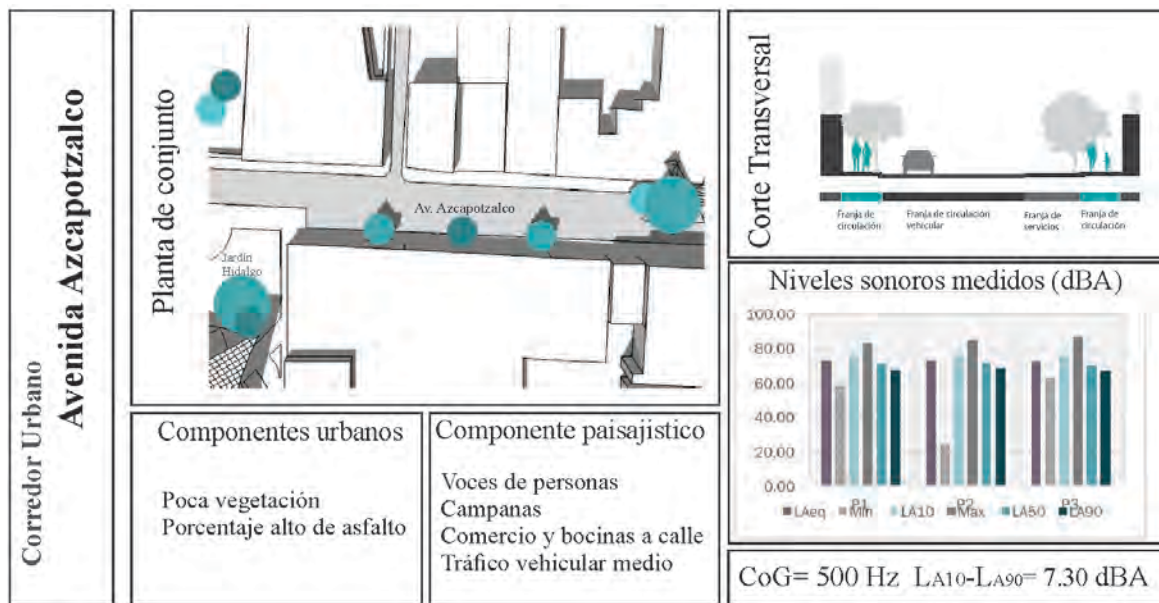 Corredor Urbano
Avenida Azcapotzalco
Planta de conjunto
Av. Azcapotzalco
Jardín
Hidalgo
Corte Transversal
Franja de
circulación
Franja de circulación
vehicular
Franja de
servicios
Franja de
circulación
Niveles sonoros medidos (dBA)
100.00
80.00
60.00
40.00
20.00
0.00
P1 P2 P3
LAeq Min LA10 Max LA50 LA90
Componentes urbanos
Poca vegetación
Porcentaje alto de asfalto
Componente paisajistico
Voces de personas
Campanas
Comercio y bocinas a calle
Tráfico vehicular medio
CoG= 500 Hz LA10-LA90= 7.30 dBA